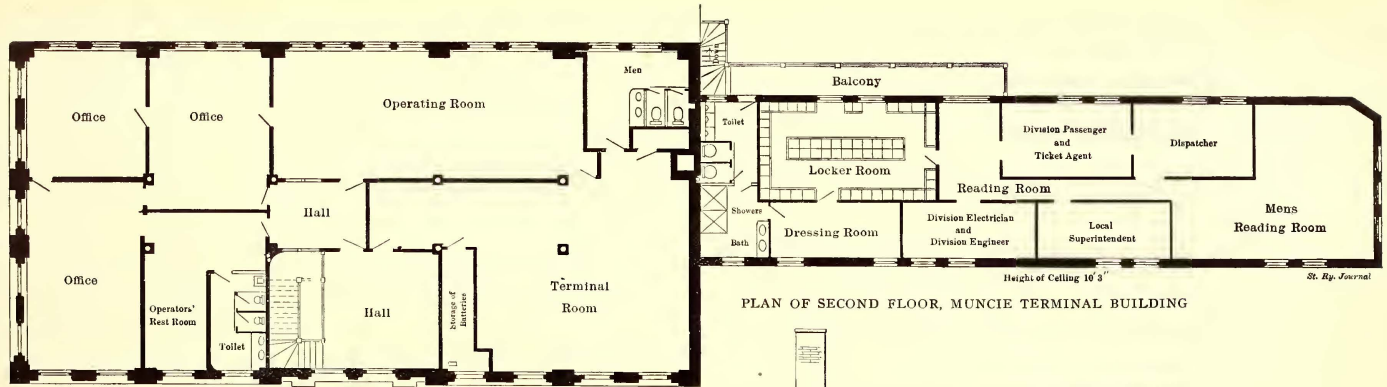 Office
Office
Operating Room
Men
Hall
Office
Operators'
Rest Room
Toilet
Hall
Storage of
Batteries
Terminal
Room
Down
Balcony
Toilet
Locker Room
Division Passenger
and
Ticket Agent
Dispatcher
Reading Room
Showers
Bath
Dressing Room
Division Electrician
and
Division Engineer
Local
Superintendent
Mens
Reading Room
Height of Ceiling 10' 3"
St. Ry. Journal
PLAN OF SECOND FLOOR, MUNCIE TERMINAL BUILDING